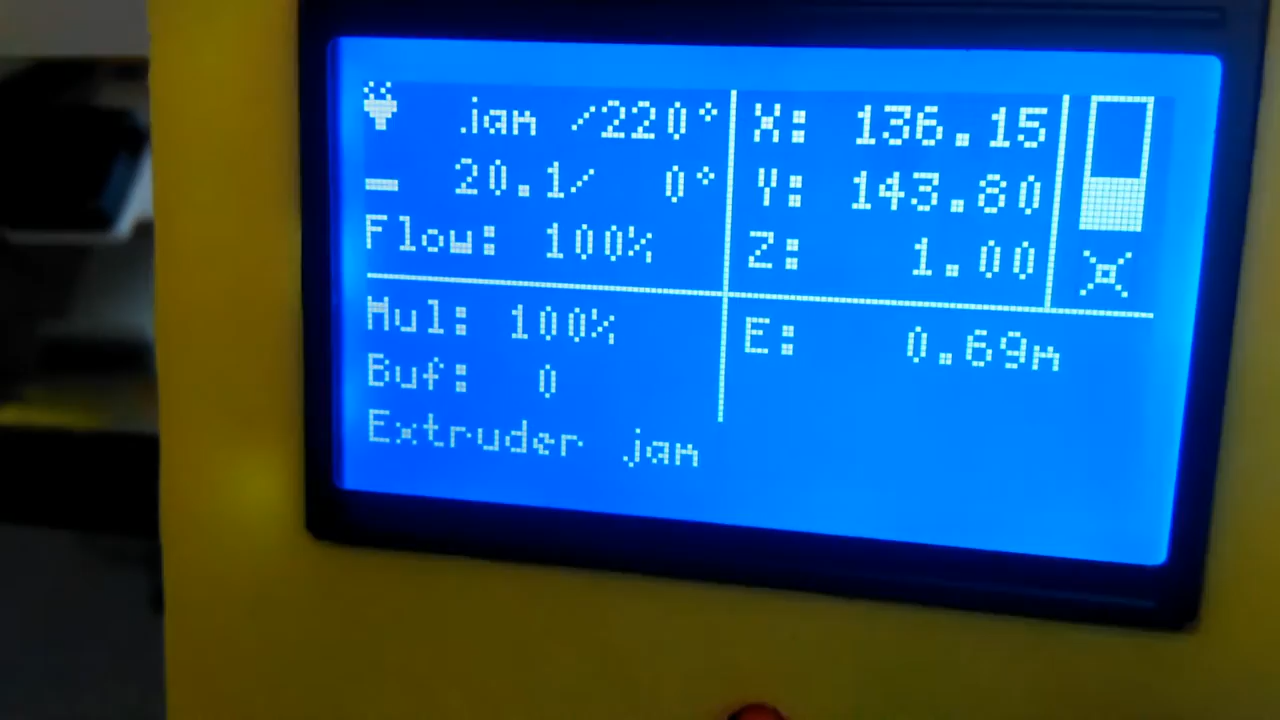 jam /220° X: 136.15
20.1/ 0° Y: 143.80
Flow: 100% Z: 1.00
Mul: 100% E: 0.69m
Buf: 0
Extruder jam